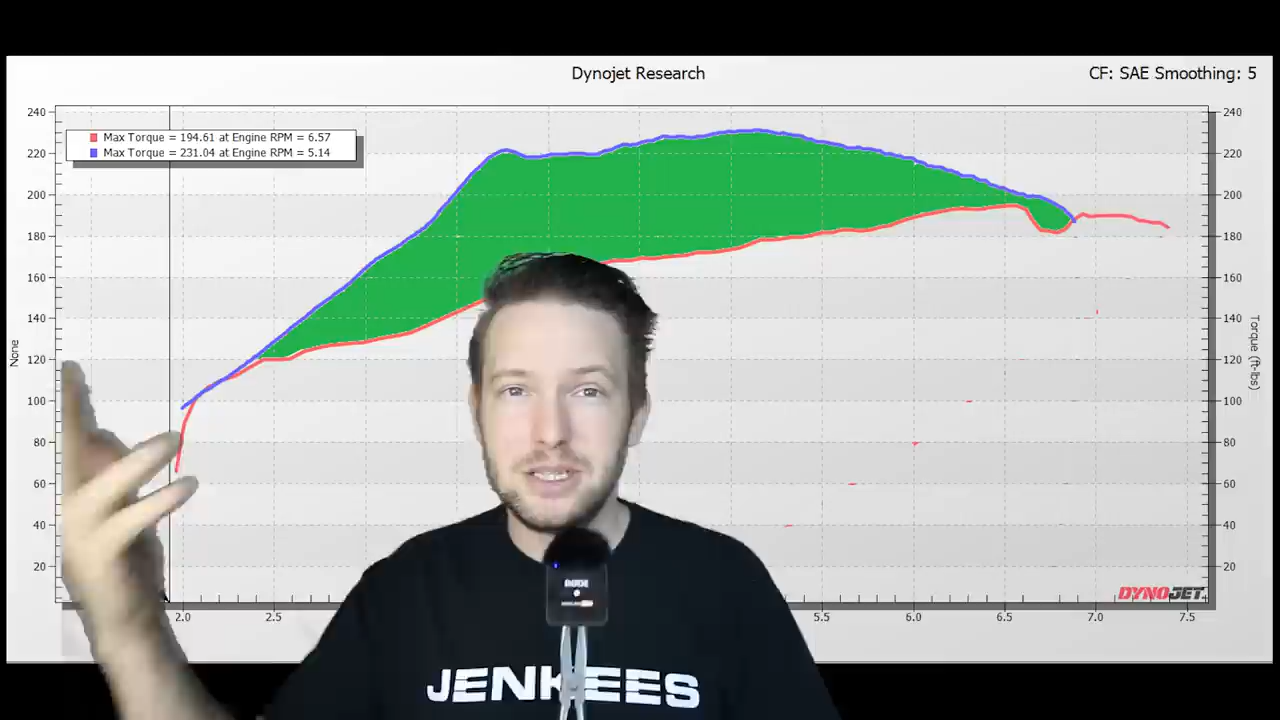 Dynojet Research
CF: SAE Smoothing: 5
Max Torque = 194.61 at Engine RPM = 6.57
Max Torque = 231.04 at Engine RPM = 5.14
240
220
200
180
160
140
120
100
80
60
40
20
None
240
220
200
180
160
140
120
100
80
60
40
20
Torque (ft-lbs)
DYNOJET
2.0 2.5 5.5 6.0 6.5 7.0 7.5
RODE
JENKEES